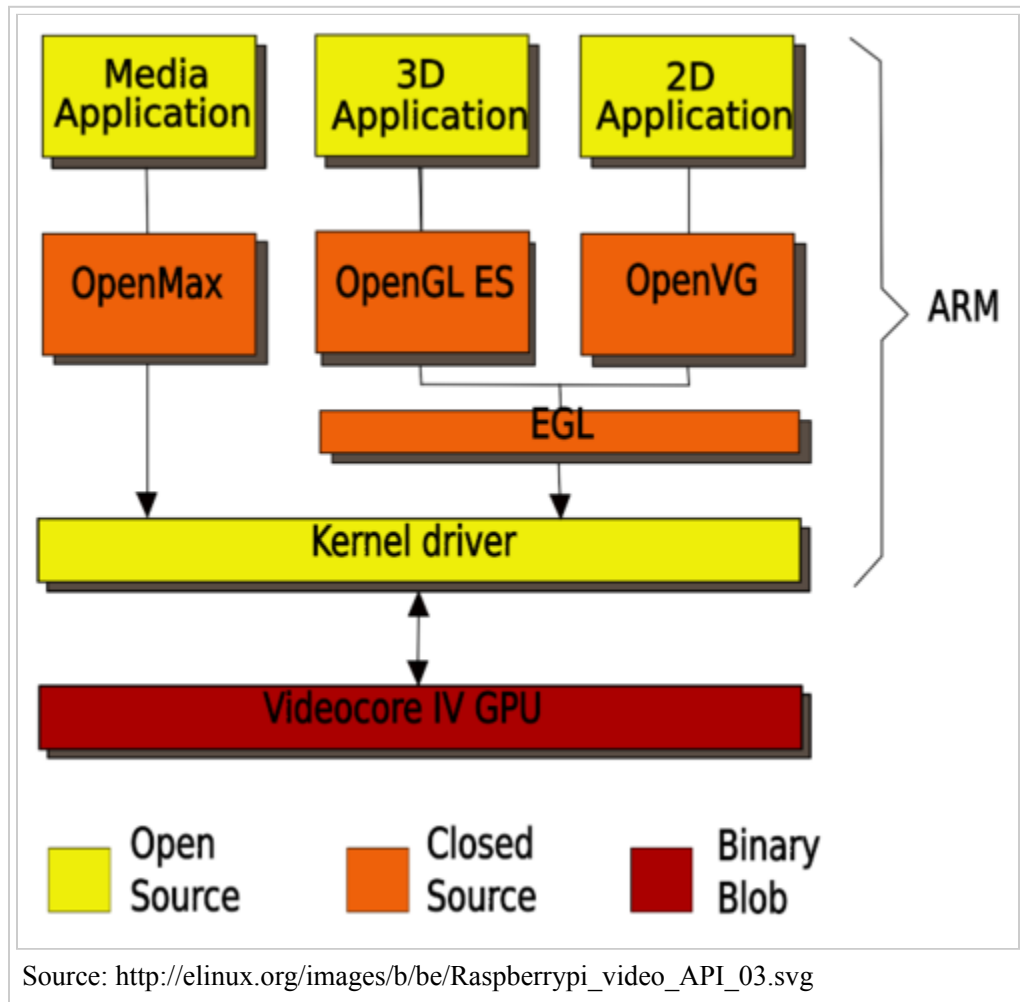 Media
Application
3D
Application
2D
Application
OpenMax
OpenGL ES
OpenVG
ARM
EGL
Kernel driver
Videocore IV GPU
Open
Source
Closed
Source
Binary
Blob
Source: http://elinux.org/images/b/be/Raspberrypi_video_API_03.svg